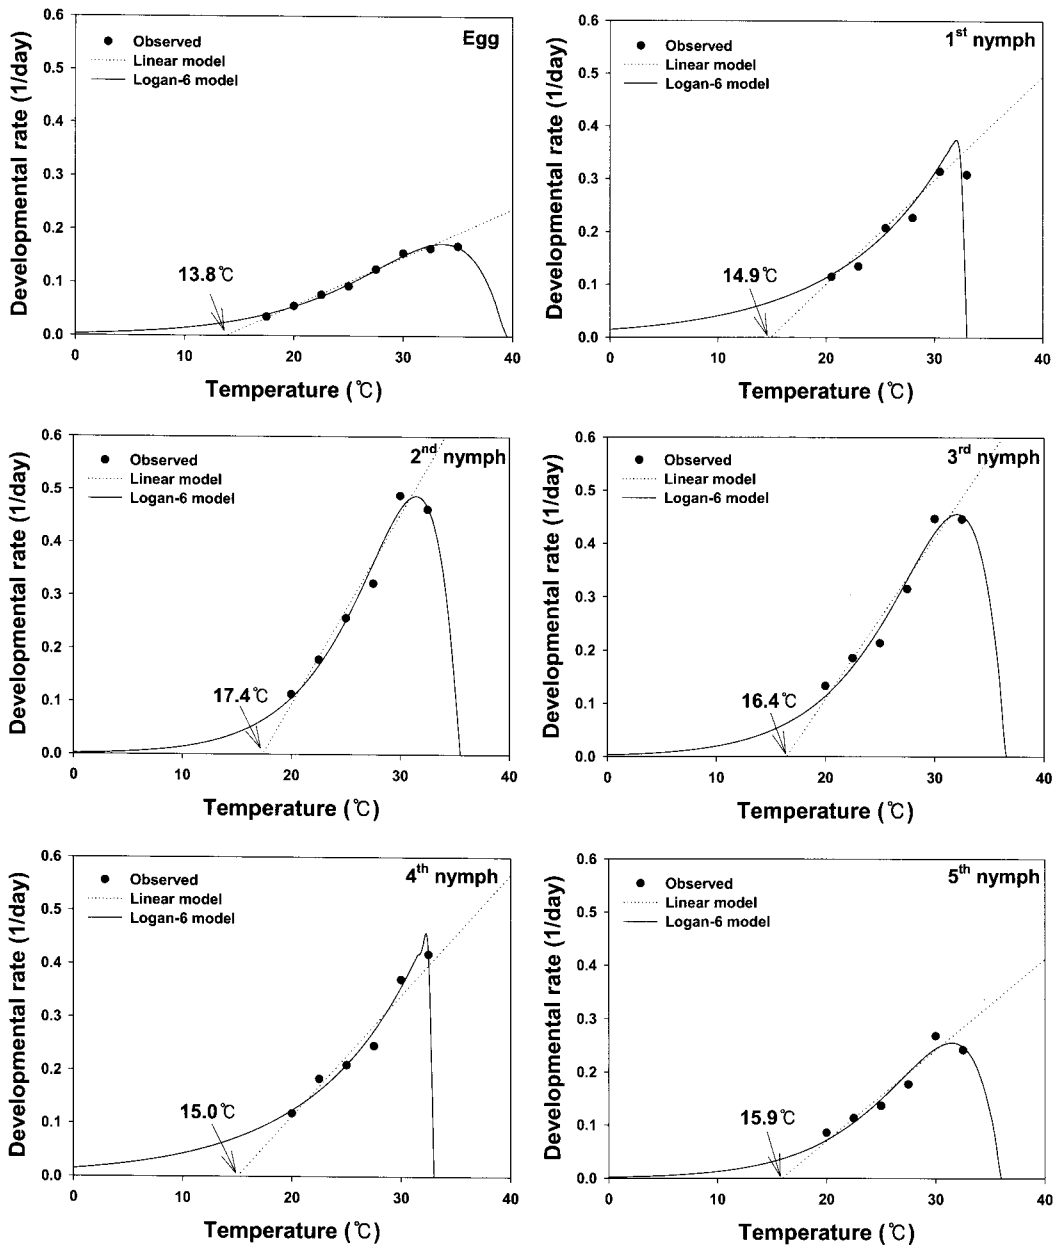 Egg
Observed
Linear model
Logan-6 model
Developmental rate (1/day)
0.6
0.5
0.4
0.3
0.2
0.1
0.0
13.8℃
0 10 20 30 40
Temperature (℃)
1st nymph
Observed
Linear model
Logan-6 model
Developmental rate (1/day)
0.6
0.5
0.4
0.3
0.2
0.1
0.0
14.9℃
0 10 20 30 40
Temperature (℃)
2nd nymph
Observed
Linear model
Logan-6 model
Developmental rate (1/day)
0.6
0.5
0.4
0.3
0.2
0.1
0.0
17.4℃
0 10 20 30 40
Temperature (℃)
3rd nymph
Observed
Linear model
Logan-6 model
Developmental rate (1/day)
0.6
0.5
0.4
0.3
0.2
0.1
0.0
16.4℃
0 10 20 30 40
Temperature (℃)
4th nymph
Observed
Linear model
Logan-6 model
Developmental rate (1/day)
0.6
0.5
0.4
0.3
0.2
0.1
0.0
15.0℃
0 10 20 30 40
Temperature (℃)
5th nymph
Observed
Linear model
Logan-6 model
Developmental rate (1/day)
0.6
0.5
0.4
0.3
0.2
0.1
0.0
15.9℃
0 10 20 30 40
Temperature (℃)